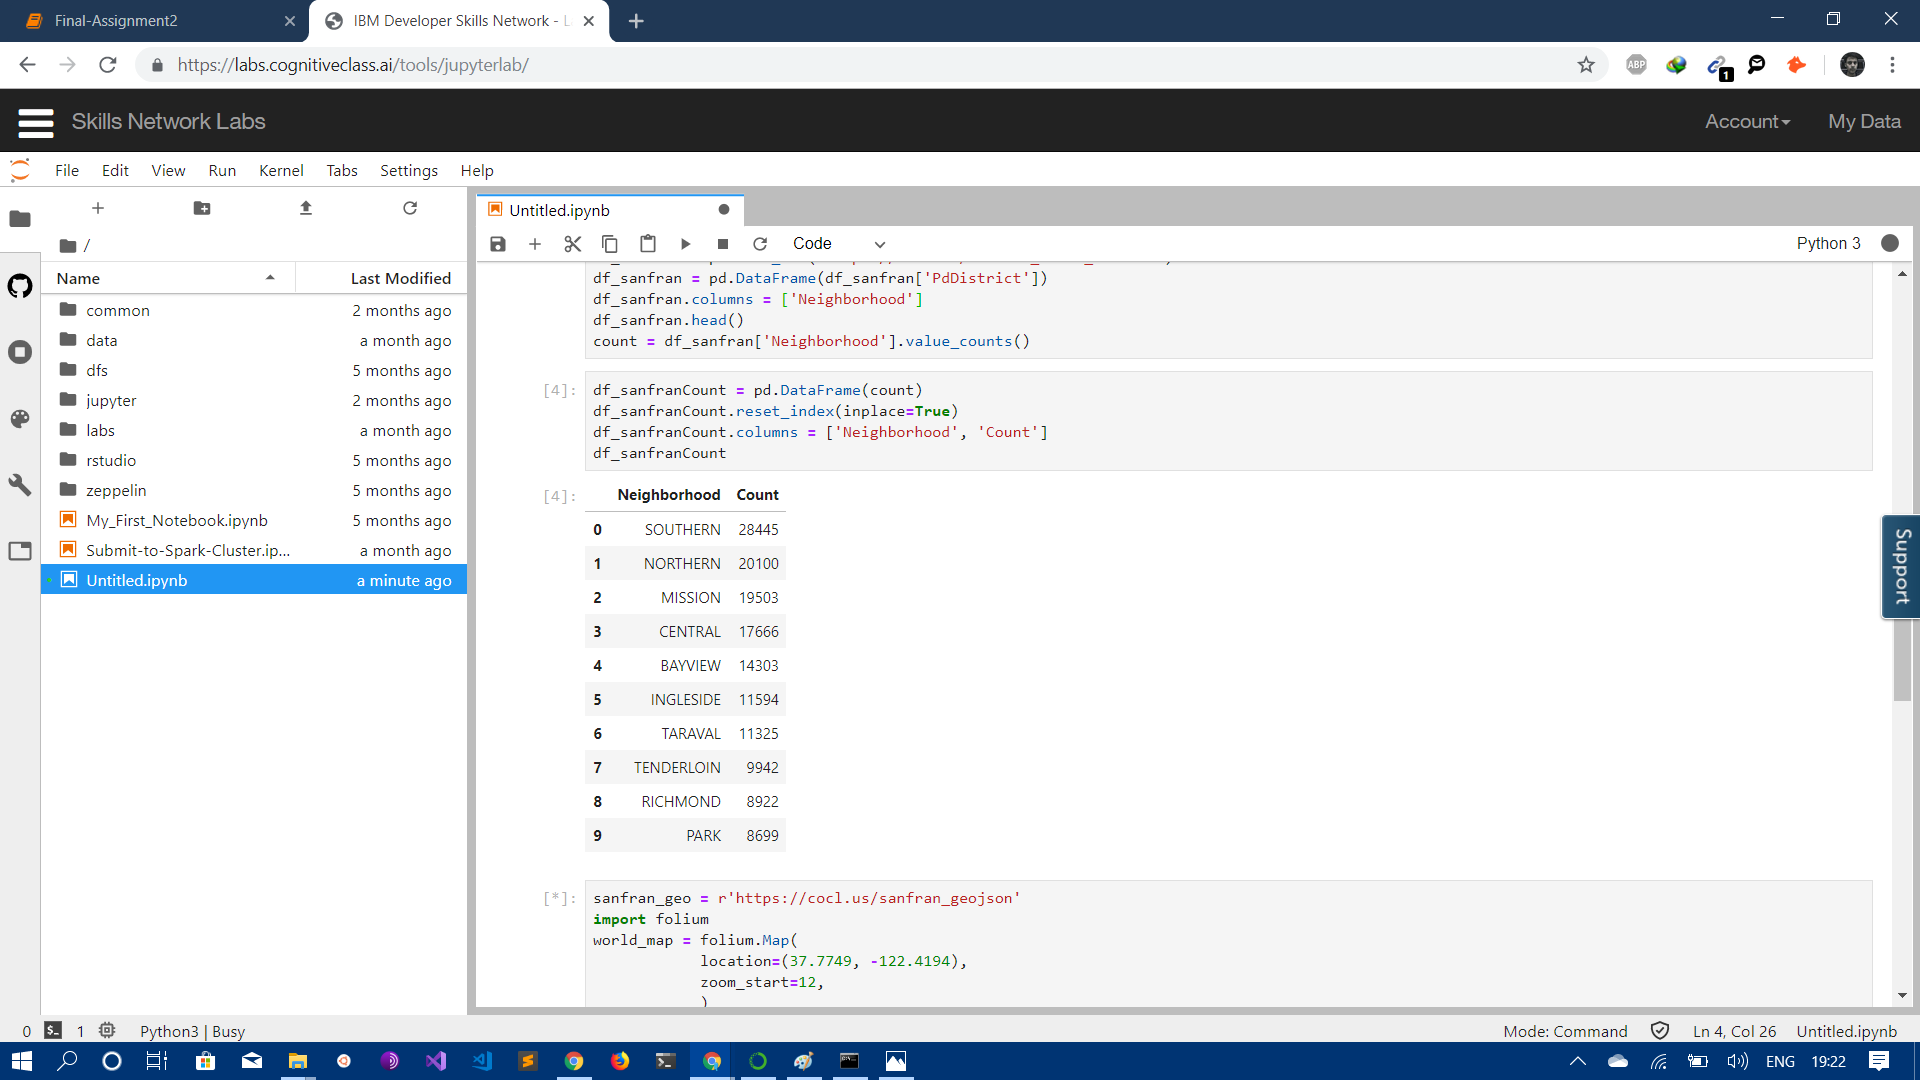 Final-Assignment2
IBM Developer Skills Network - L
https://labs.cognitiveclass.ai/tools/jupyterlab/
ABP
1
Skills Network Labs
Account
My Data
File Edit View Run Kernel Tabs Settings Help
Untitled.ipynb
Code
Python 3
/
Name Last Modified
common 2 months ago
data a month ago
dfs 5 months ago
jupyter 2 months ago
labs a month ago
rstudio 5 months ago
zeppelin 5 months ago
My_First_Notebook.ipynb 5 months ago
Submit-to-Spark-Cluster.ip... a month ago
Untitled.ipynb a minute ago
df_sanfran = pd.DataFrame(df_sanfran['PdDistrict'])
df_sanfran.columns = ['Neighborhood']
df_sanfran.head()
count = df_sanfran['Neighborhood'].value_counts()
[4]:
df_sanfranCount = pd.DataFrame(count)
df_sanfranCount.reset_index(inplace=True)
df_sanfranCount.columns = ['Neighborhood', 'Count']
df_sanfranCount
[4]:
Neighborhood Count
0 SOUTHERN 28445
1 NORTHERN 20100
2 MISSION 19503
3 CENTRAL 17666
4 BAYVIEW 14303
5 INGLESIDE 11594
6 TARAVAL 11325
7 TENDERLOIN 9942
8 RICHMOND 8922
9 PARK 8699
[*]:
sanfran_geo = r'https://cocl.us/sanfran_geojson'
import folium
world_map = folium.Map(
location=(37.7749, -122.4194),
zoom_start=12,
)
Support
0 1 Python3 | Busy
Mode: Command Ln 4, Col 26 Untitled.ipynb
ENG 19:22